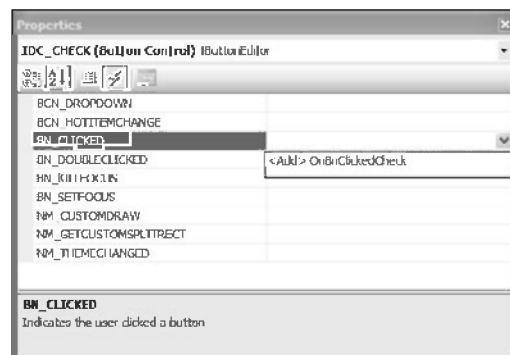 Properties
IDC_CHECK (Button Control) IButtonEditor
BCN_DROPDOWN
BCN_HOTITEMCHANGE
BN_CLICKED
BN_DOUBLECLICKED
<Add> OnBnClickedCheck
BN_KILLFOCUS
BN_SETFOCUS
NM_CUSTOMDRAW
NM_GETCUSTOMSPLITRECT
NM_THEMECHANGED
BN_CLICKED
Indicates the user clicked a button